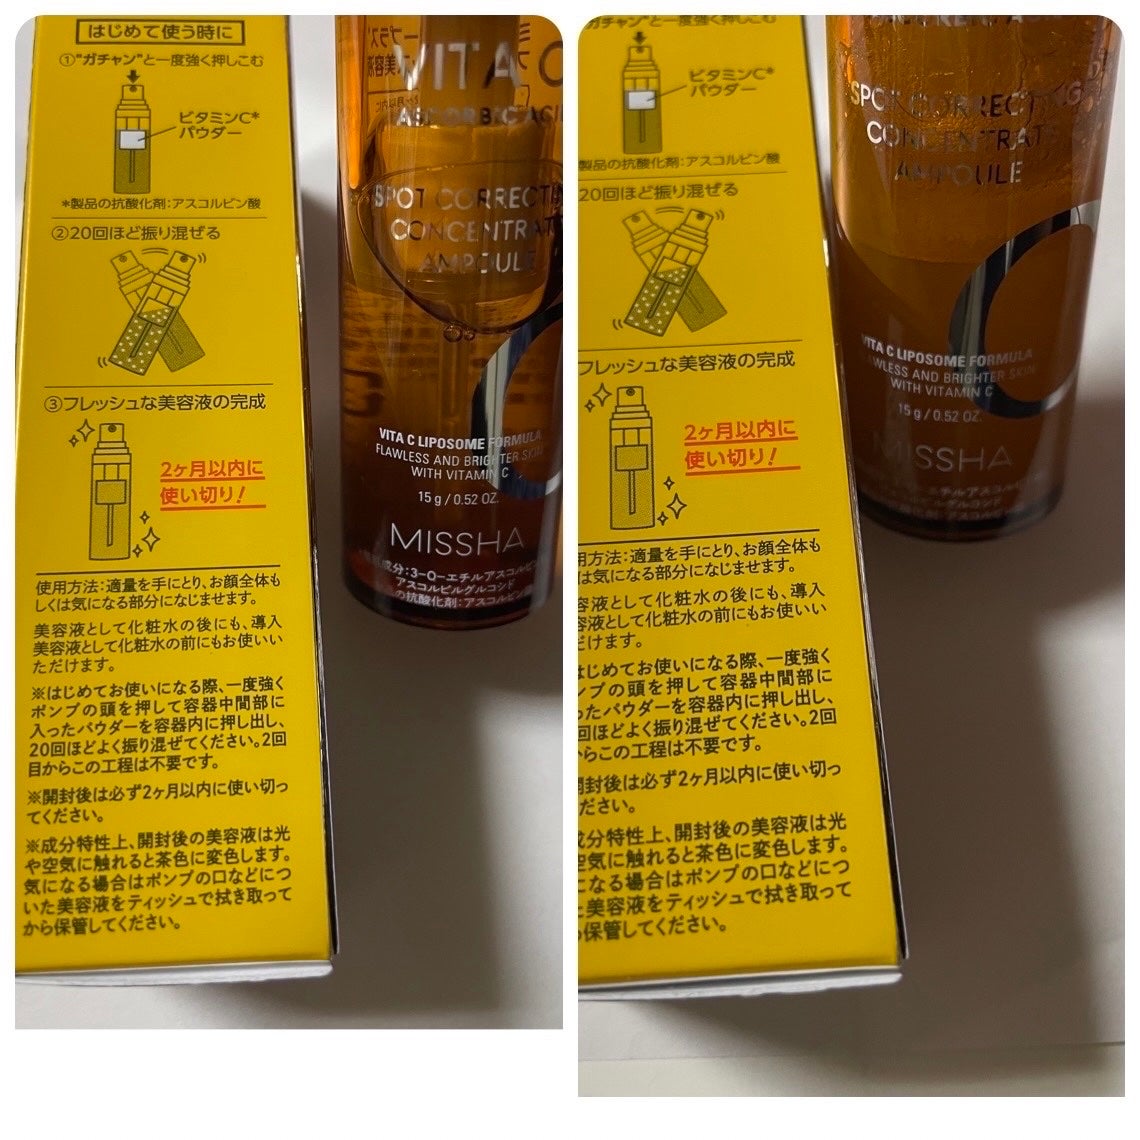 はじめて使う時に
①"ガチャン"と一度強く押しこむ
ビタミンC*
パウダー
*製品の抗酸化剤:アスコルビン酸
②20回ほど振り混ぜる
③フレッシュな美容液の完成
2ヶ月以内に
使い切り!
使用方法:適量を手にとり、お顔全体も
しくは気になる部分になじませます。
美容液として化粧水の後にも、導入
美容液として化粧水の前にもお使いい
ただけます。
※はじめてお使いになる際、一度強く
ポンプの頭を押して容器中間部に
入ったパウダーを容器内に押し出し、
20回ほどよく振り混ぜてください。2回
目からこの工程は不要です。
※開封後は必ず2ヶ月以内に使い切っ
てください。
※成分特性上、開封後の美容液は光
や空気に触れると茶色に変色します。
気になる場合はポンプの口などにつ
いた美容液をティッシュで拭き取って
から保管してください。
VITA
ASCORBIC ACI
SPOT CORRECTIN
CONCENTRAT
AMPOULE
VITA C LIPOSOME FORMULA
FLAWLESS AND BRIGHTER SKIN
WITH VITAMIN C
15g / 0.52 OZ.
MISSHA
成分:3-O-エチルアスコルビ
アスコルビルグルコシド
の抗酸化剤:アスコルビン
ビタミンC*
パウダー
製品の抗酸化剤:アスコルビン酸
20回ほど振り混ぜる
フレッシュな美容液の完成
2ヶ月以内に
使い切り!
用方法:適量を手にとり、お顔全体も
は気になる部分になじませます。
容液として化粧水の後にも、導入
容液として化粧水の前にもお使いい
だけます。
はじめてお使いになる際、一度強く
ンプの頭を押して容器中間部に
ったパウダーを容器内に押し出し、
回ほどよく振り混ぜてください。2回
からこの工程は不要です。
開封後は必ず2ヶ月以内に使い切っ
ださい。
成分特性上、開封後の美容液は光
空気に触れると茶色に変色します。
になる場合はポンプの口などにつ
た美容液をティッシュで拭き取って
保管してください。
SPOT CORRECTING
CONCENTRATE
AMPOULE
VITA C LIPOSOME FORMULA
WLESS AND BRIGHTER SKIN
WITH VITAMIN C
15g / 0.52 OZ.
MISSHA